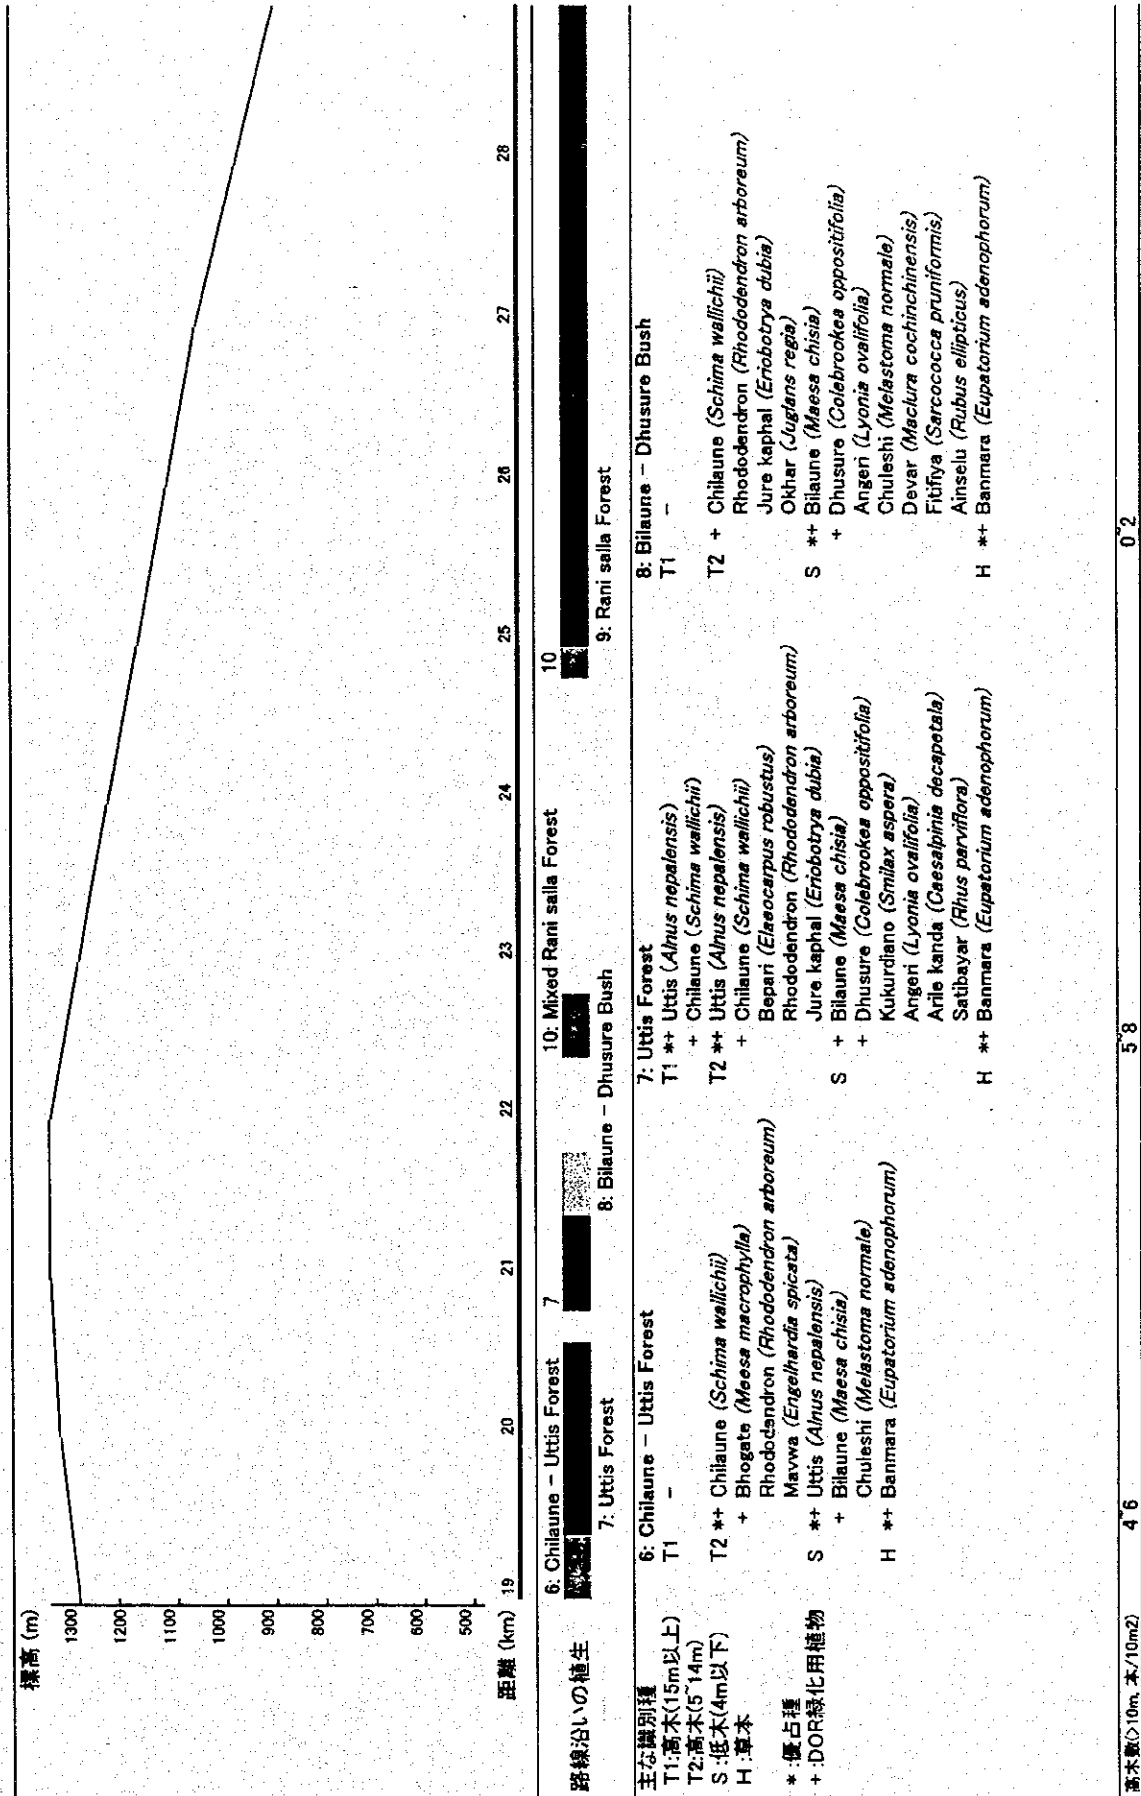 標高 (m)
1300
1200
1100
1000
900
800
700
600
500
距離 (km) 19 20 21 22 23 24 25 26 27 28
路線沿いの植生
6: Chilaune - Uttis Forest
7
10: Mixed Rani salla Forest
10
7: Uttis Forest
8: Bilaune - Dhusure Bush
9: Rani salla Forest
主な識別種
T1:高木(15m以上)
T2:高木(5~14m)
S :低木(4m以下)
H :草本
* :優占種
+ :DOR緑化用植物
6: Chilaune - Uttis Forest
T1 -
T2 *+ Chilaune (Schima wallichii)
+ Bhogate (Meesa macrophylla)
Rhododendron (Rhododendron arboreum)
Mavwa (Engelhardia spicata)
S *+ Uttis (Alnus nepalensis)
+ Bilaune (Maesa chisia)
Chuleshi (Melastoma normale)
H *+ Banmara (Eupatorium adenophorum)
7: Uttis Forest
T1 *+ Uttis (Alnus nepalensis)
+ Chilaune (Schima wallichii)
T2 *+ Uttis (Alnus nepalensis)
+ Chilaune (Schima wallichii)
Bepari (Elaeocarpus robustus)
Rhododendron (Rhododendron arboreum)
Jure kaphal (Eriobotrya dubia)
S + Bilaune (Maesa chisia)
+ Dhusure (Colebrookea oppositifolia)
Kukurdiano (Smilax aspera)
Angeri (Lyonia ovalifolia)
Arile kanda (Caesalpinia decapetala)
Satibayar (Rhus parviflora)
H *+ Banmara (Eupatorium adenophorum)
8: Bilaune - Dhusure Bush
T1 -
T2 + Chilaune (Schima wallichii)
Rhododendron (Rhododendron arboreum)
Jure kaphal (Eriobotrya dubia)
Okhar (Juglans regia)
S *+ Bilaune (Maesa chisia)
+ Dhusure (Colebrookea oppositifolia)
Angeri (Lyonia ovalifolia)
Chuleshi (Melastoma normale)
Devar (Maclura cochinchinensis)
Fitifiya (Sarcococca pruniformis)
Ainselu (Rubus ellipticus)
H *+ Banmara (Eupatorium adenophorum)
高木数(>10m, 本/10m2) 4~6 5~8 0~2